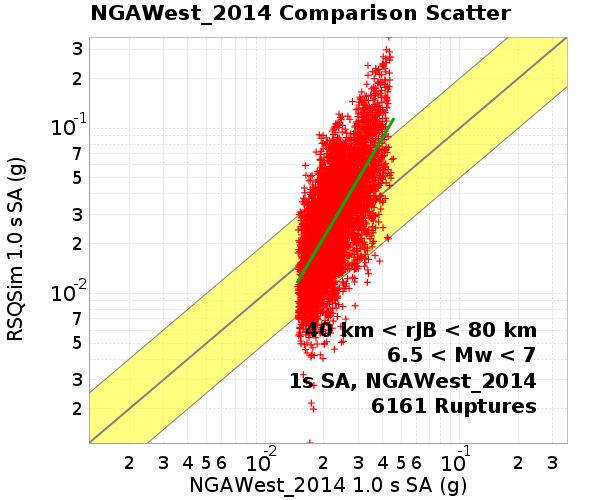 NGAWest_2014 Comparison Scatter
RSQSim 1.0 s SA (g)
3
2
10-1
7
5
3
2
10-2
7
5
3
2
40 km < rJB < 80 km
6.5 < Mw < 7
1s SA, NGAWest_2014
6161 Ruptures
2 3 4 5 6 10-2 2 3 4 5 6 10-1 2 3
NGAWest_2014 1.0 s SA (g)